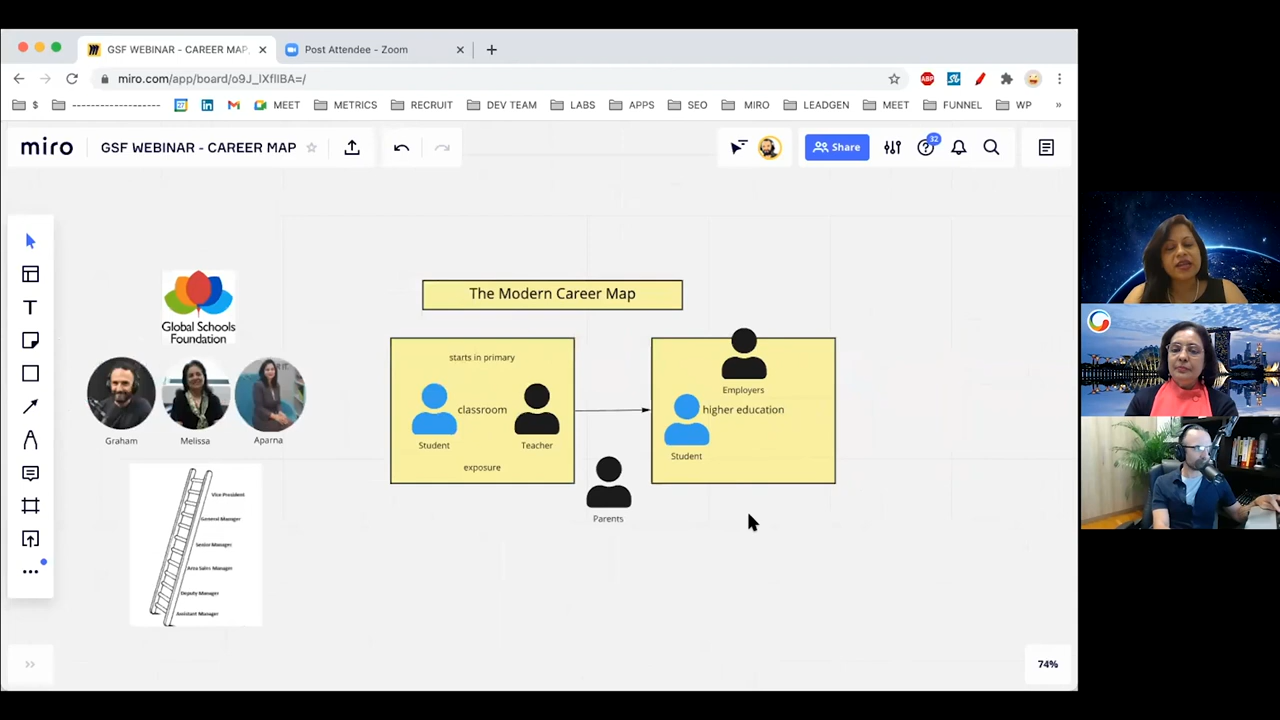 GSF WEBINAR - CAREER MAP
Post Attendee - Zoom
miro.com/app/board/o9J_lXfIlBA=/
$
--------------------
MEET
METRICS
RECRUIT
DEV TEAM
LABS
APPS
SEO
MIRO
LEADGEN
MEET
FUNNEL
WP
»
miro
GSF WEBINAR - CAREER MAP
Share
32
ABP
Global Schools
Foundation
The Modern Career Map
starts in primary
classroom
Student
Teacher
exposure
Employers
higher education
Student
Parents
Graham
Melissa
Aparna
Vice President
General Manager
Senior Manager
Area Sales Manager
Deputy Manager
Assistant Manager
74%